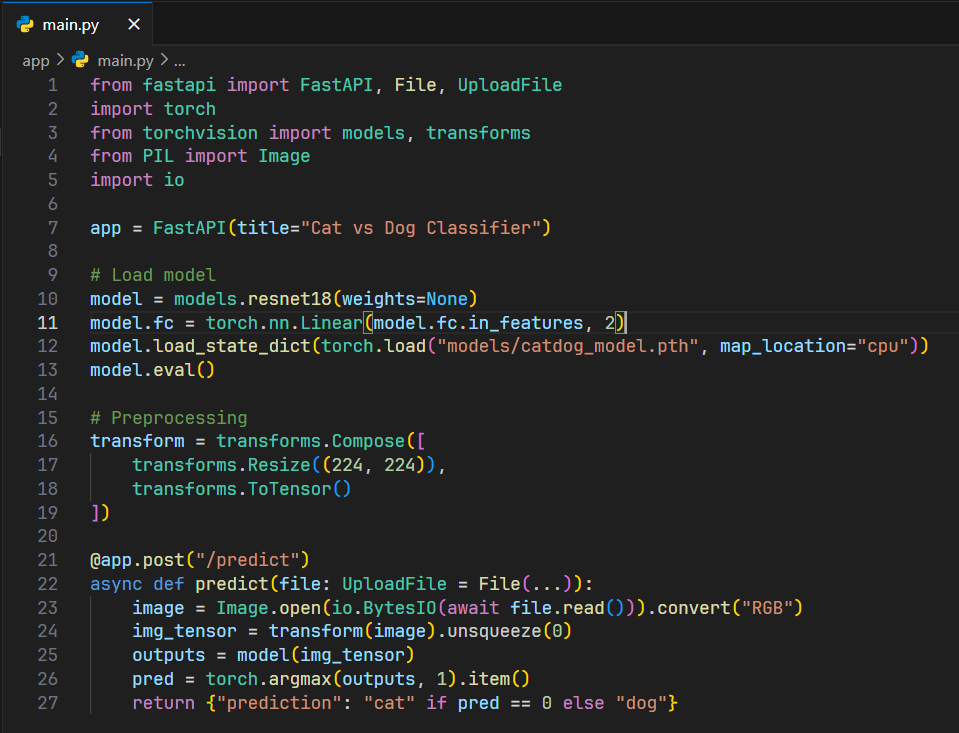 main.py ×
app > main.py > ...
1 from fastapi import FastAPI, File, UploadFile
2 import torch
3 from torchvision import models, transforms
4 from PIL import Image
5 import io
6
7 app = FastAPI(title="Cat vs Dog Classifier")
8
9 # Load model
10 model = models.resnet18(weights=None)
11 model.fc = torch.nn.Linear(model.fc.in_features, 2)
12 model.load_state_dict(torch.load("models/catdog_model.pth", map_location="cpu"))
13 model.eval()
14
15 # Preprocessing
16 transform = transforms.Compose([
17     transforms.Resize((224, 224)),
18     transforms.ToTensor()
19 ])
20
21 @app.post("/predict")
22 async def predict(file: UploadFile = File(...)):
23     image = Image.open(io.BytesIO(await file.read())).convert("RGB")
24     img_tensor = transform(image).unsqueeze(0)
25     outputs = model(img_tensor)
26     pred = torch.argmax(outputs, 1).item()
27     return {"prediction": "cat" if pred == 0 else "dog"}